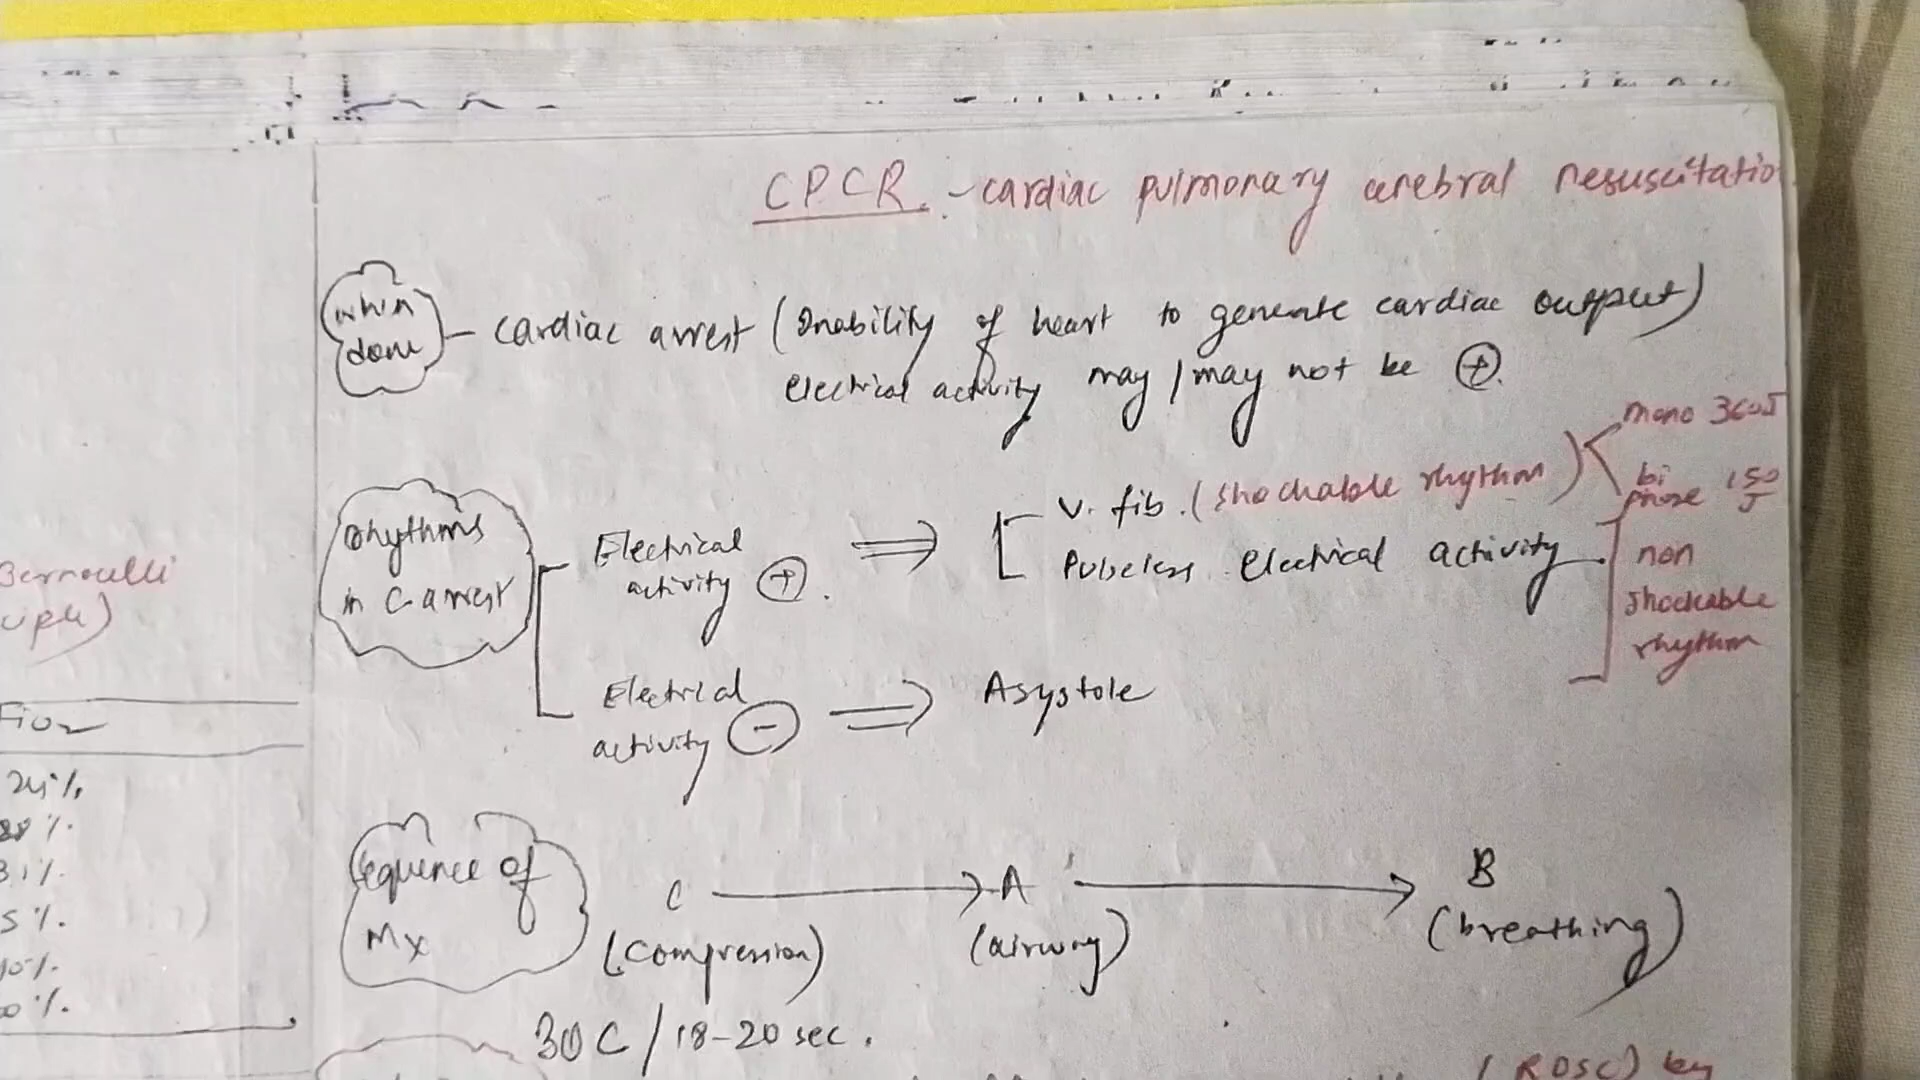 CPCR. - cardiac pulmonary cerebral resuscitatio
when done - cardiac arrest (Inability of heart to generate cardiac output)
electrical activity may / may not be +.
Rhythms in C. arrest
Electrical activity + . ⇒ V. fib. (shockable rhythm) < mono 360J
bi phase 150 J
Pulseless electrical activity
non shockable rhythm
Electrical activity - ⇒ Asystole
Sequence of Mx
C → A → B
(compression) (airway) (breathing)
30 C / 18-20 sec.
(ROSC) by
Bernoulli
FiO2
24%
28%
31%